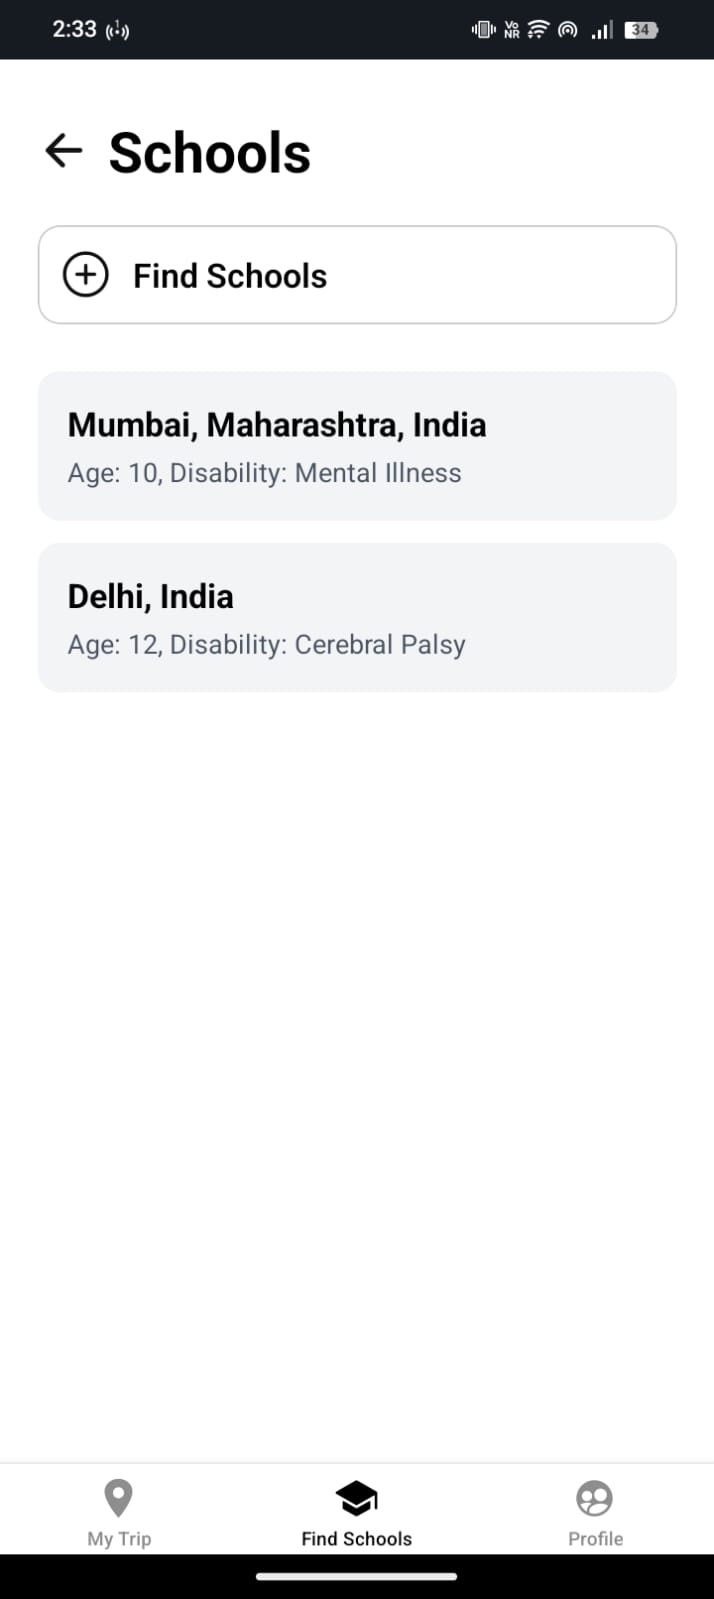 2:33
Vo
NR
34
Schools
Find Schools
Mumbai, Maharashtra, India
Age: 10, Disability: Mental Illness
Delhi, India
Age: 12, Disability: Cerebral Palsy
My Trip
Find Schools
Profile